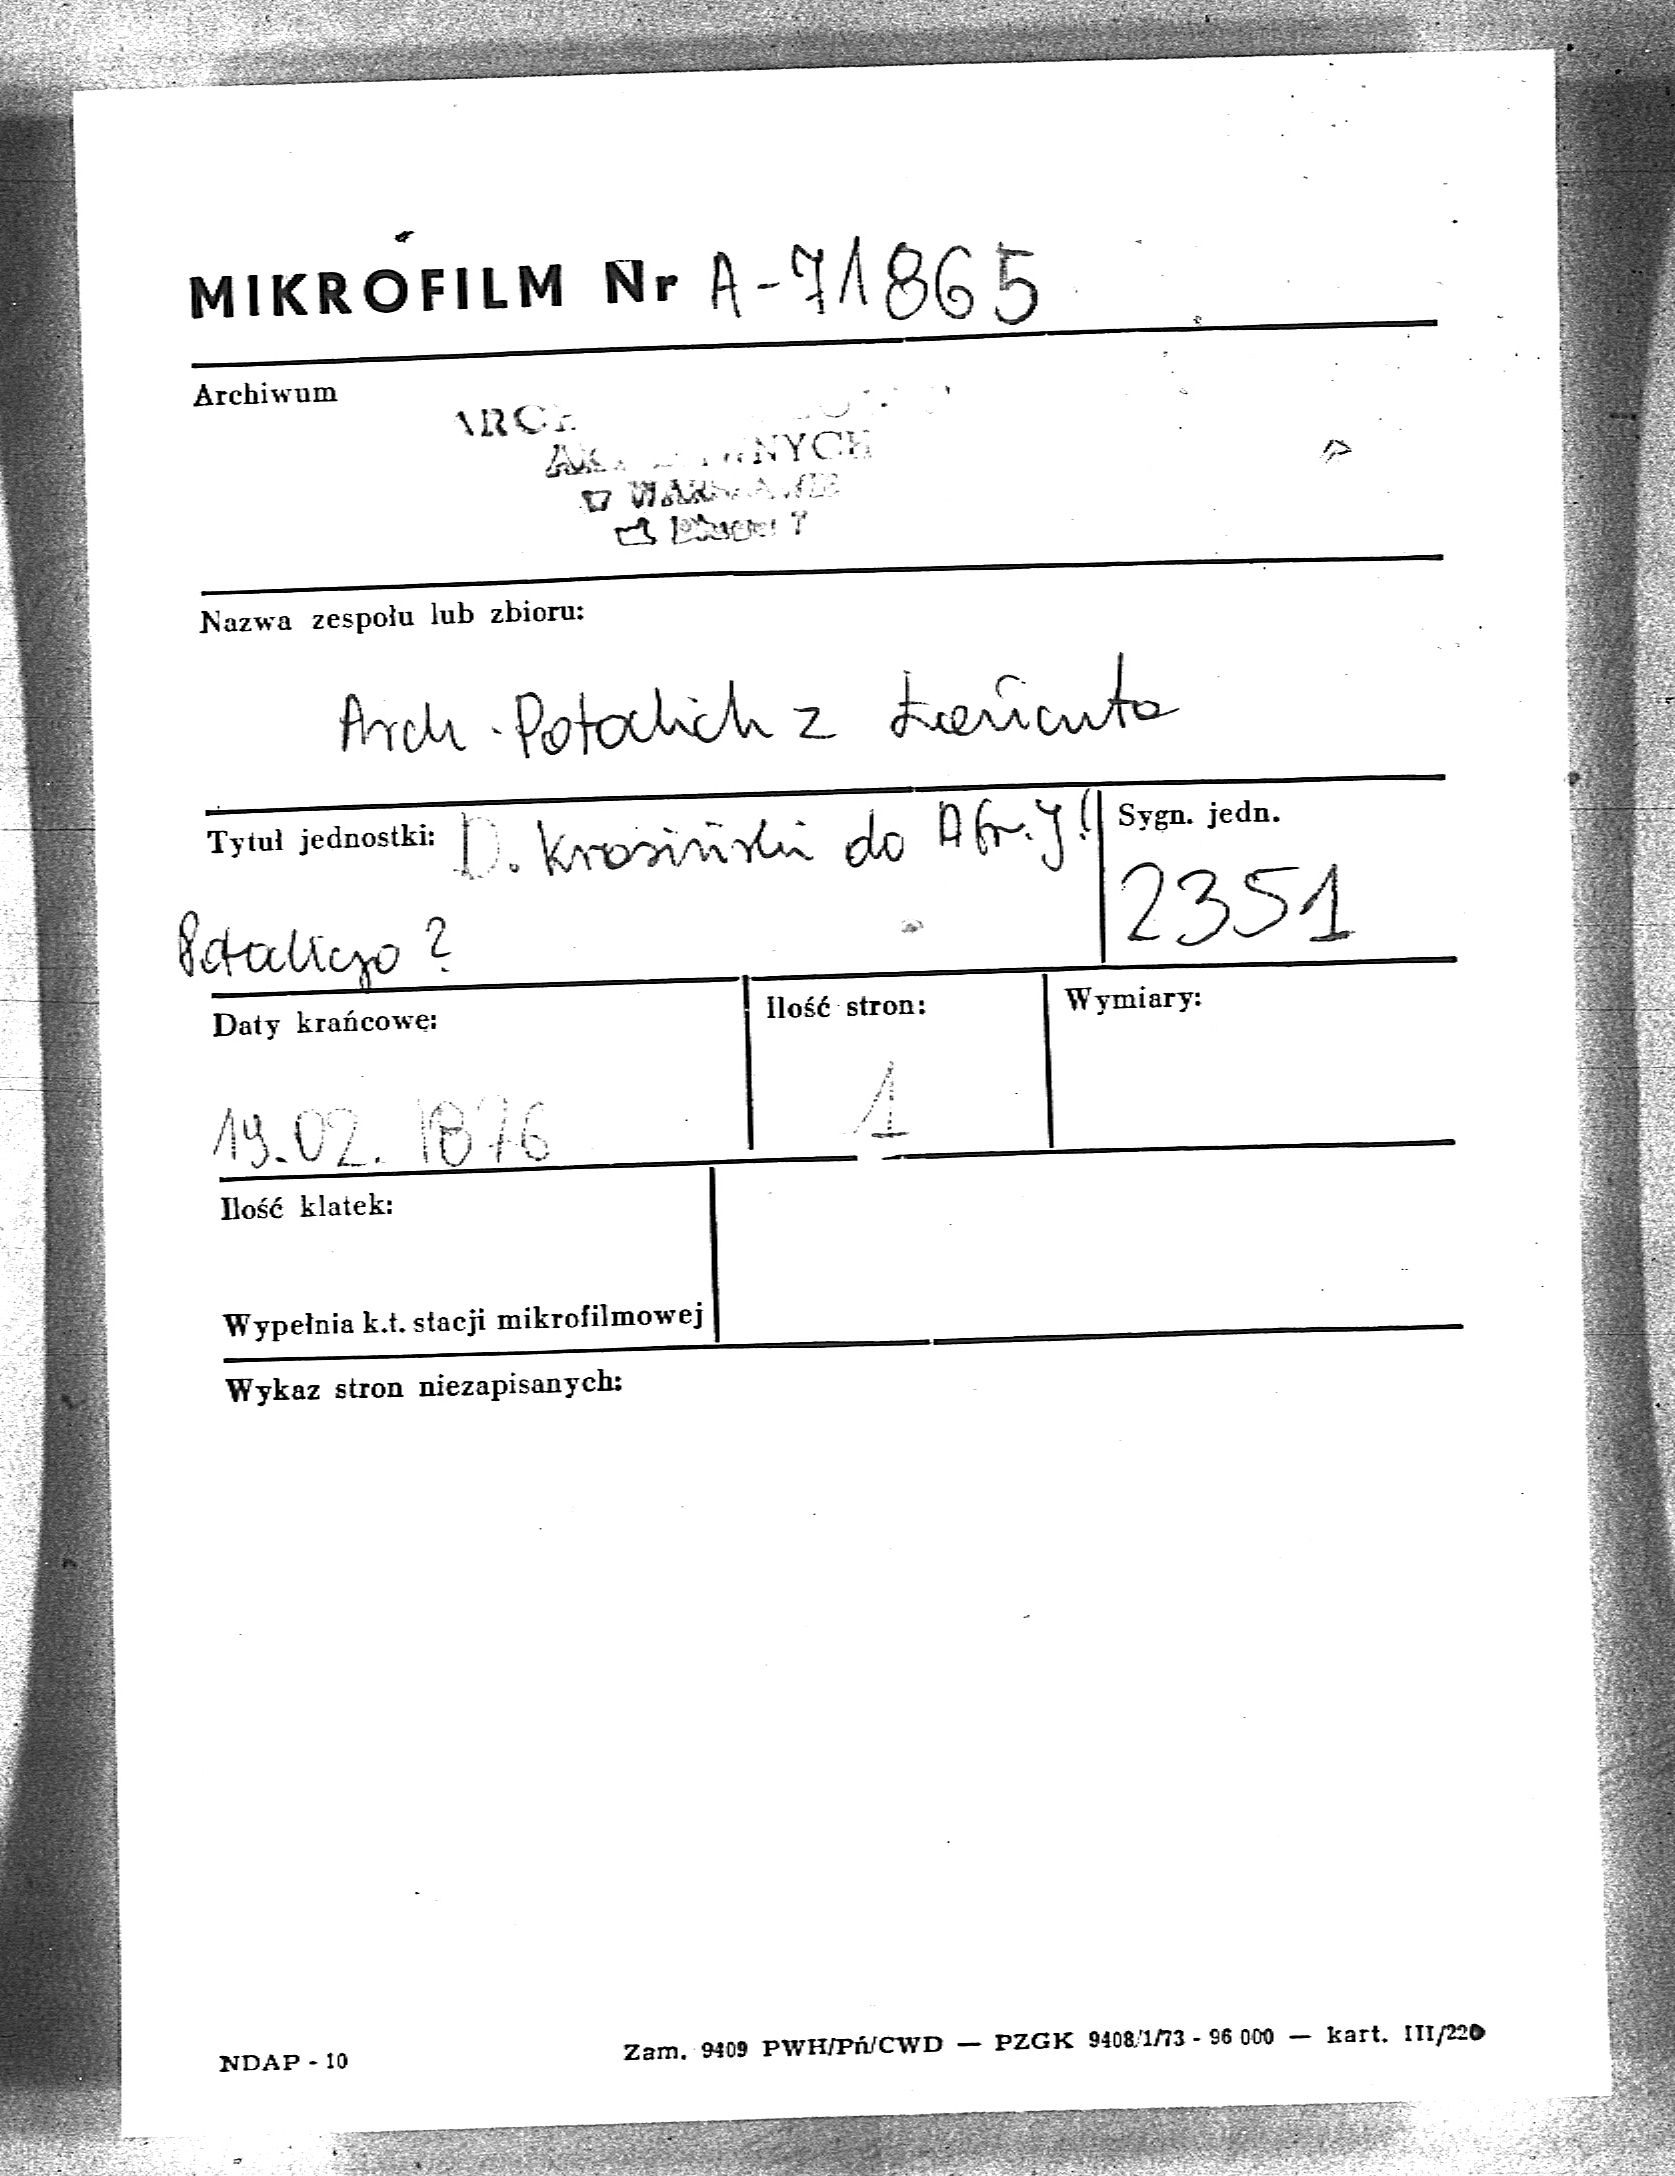 MIKROFILM Nr A-71865
Archiwum
NYCH
Nazwa zespołu lub zbioru:
Arch. Potockich z Łańcuta
Tytuł jednostki: D. Krasiński do Afr. J!
Potockiego ?
Sygn. jedn.
2351
Daty krańcowe:
19.02.1876
Ilość stron:
1
Wymiary:
Ilość klatek:
Wypełnia k.t. stacji mikrofilmowej
Wykaz stron niezapisanych:
NDAP - 10
Zam. 9409 PWH/Pń/CWD — PZGK 9408/1/73 - 96 000 — kart. III/220